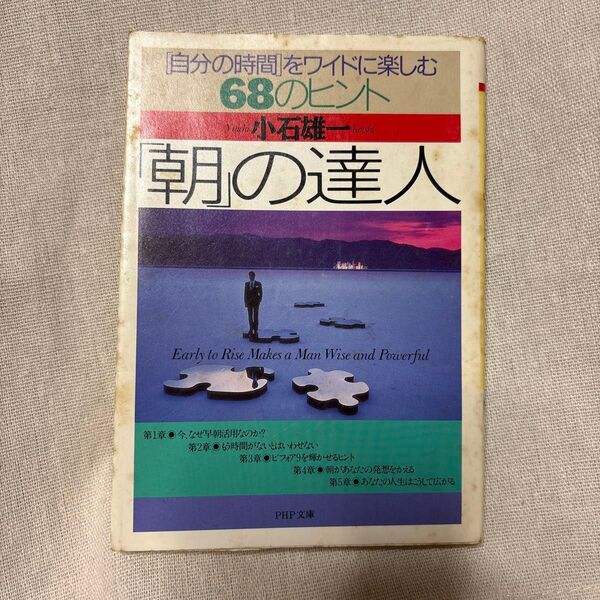 [自分の時間]をワイドに楽しむ
68のヒント
Yuichi 小石雄一 Koishi
「朝」の達人
Early to Rise Makes a Man Wise and Powerful
第1章●今、なぜ早朝活用なのか?
第2章●もう時間がないとはいわせない
第3章●ビフォア9を輝かせるヒント
第4章●朝があなたの発想をかえる
第5章●あなたの人生はこうして広がる
PHP文庫